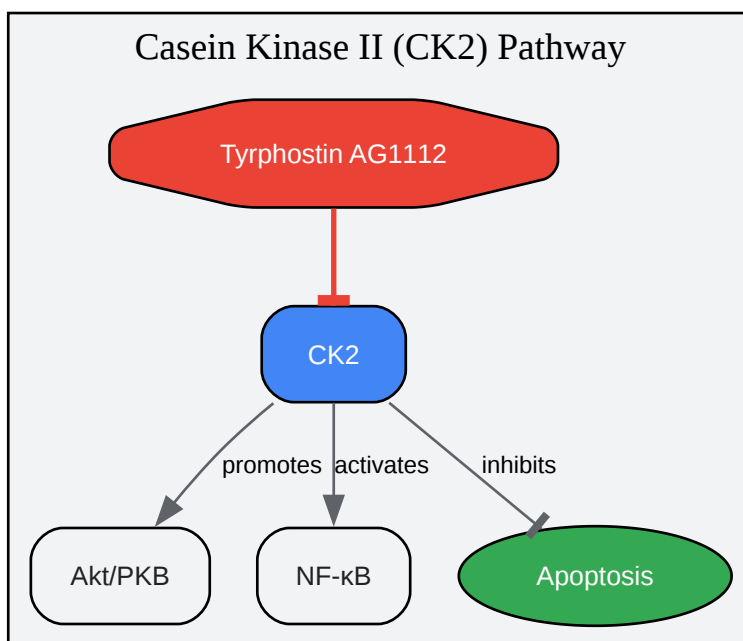 Casein Kinase II (CK2) Pathway
Tyrphostin AG1112
CK2
promotes
activates
inhibits
Akt/PKB
NF-κB
Apoptosis